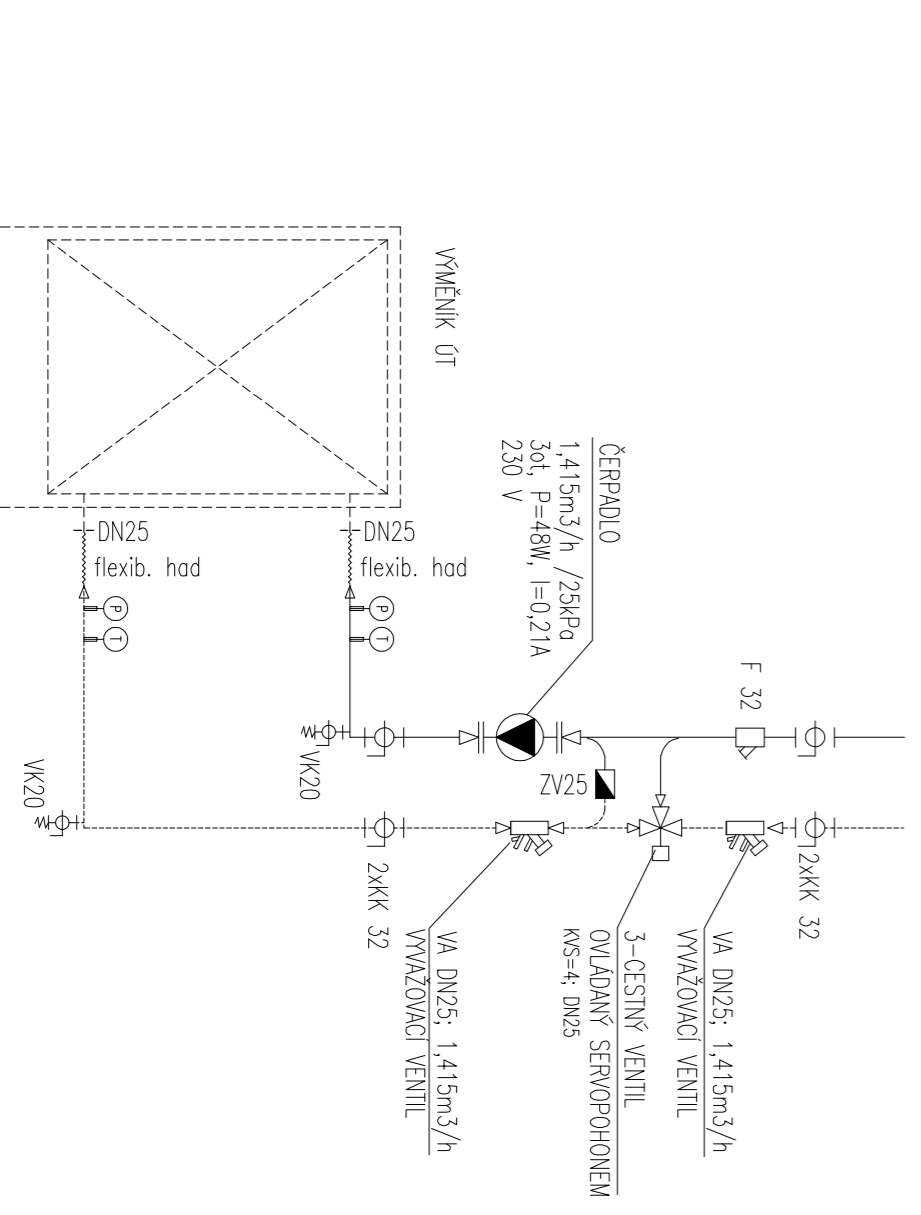 VÝMĚNÍK ÚT
ČERPADLO
1,415m3/h /25kPa
3ot, P=48W, I=0,21A
230 V
DN25
flexib. had
P
T
DN25
flexib. had
P
T
F 32
ZV25
VK20
VK20
2xKK 32
2xKK 32
VA DN25; 1,415m3/h
VYVAŽOVACÍ VENTIL
3-CESTNÝ VENTIL
OVLÁDANÝ SERVOPOHONEM
KVS=4; DN25
VA DN25; 1,415m3/h
VYVAŽOVACÍ VENTIL